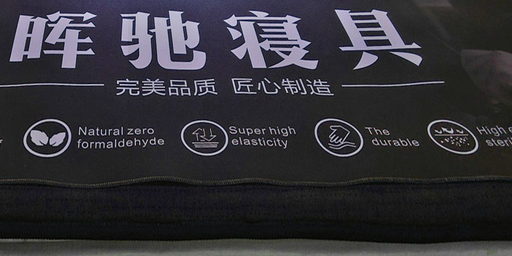 晖驰寝具
完美品质 匠心制造
Natural zero
formaldehyde
Super high
elasticity
The
durable
High